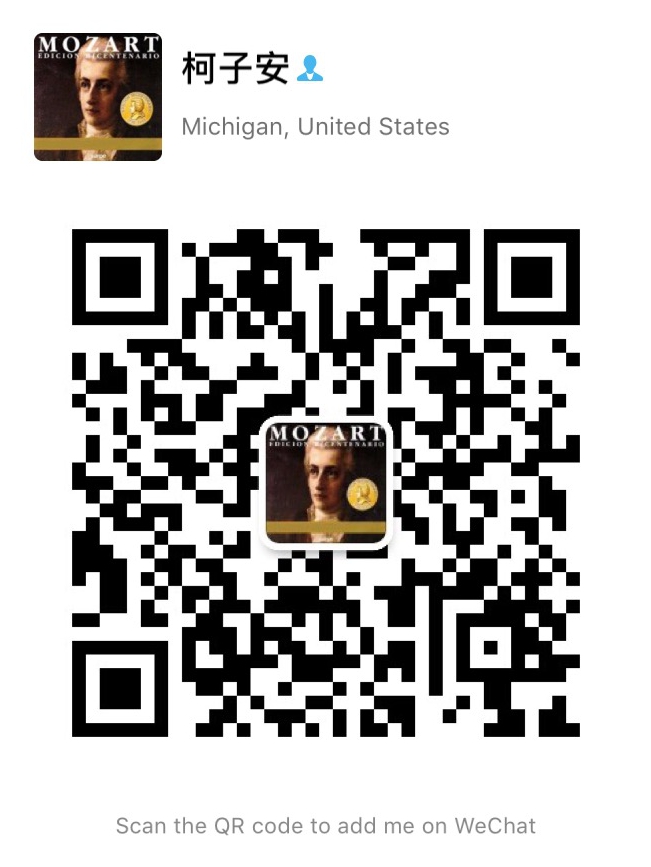 MOZART
EDICION BICENTENARIO
柯子安
Michigan, United States
MOZART
EDICION BICENTENARIO
Scan the QR code to add me on WeChat